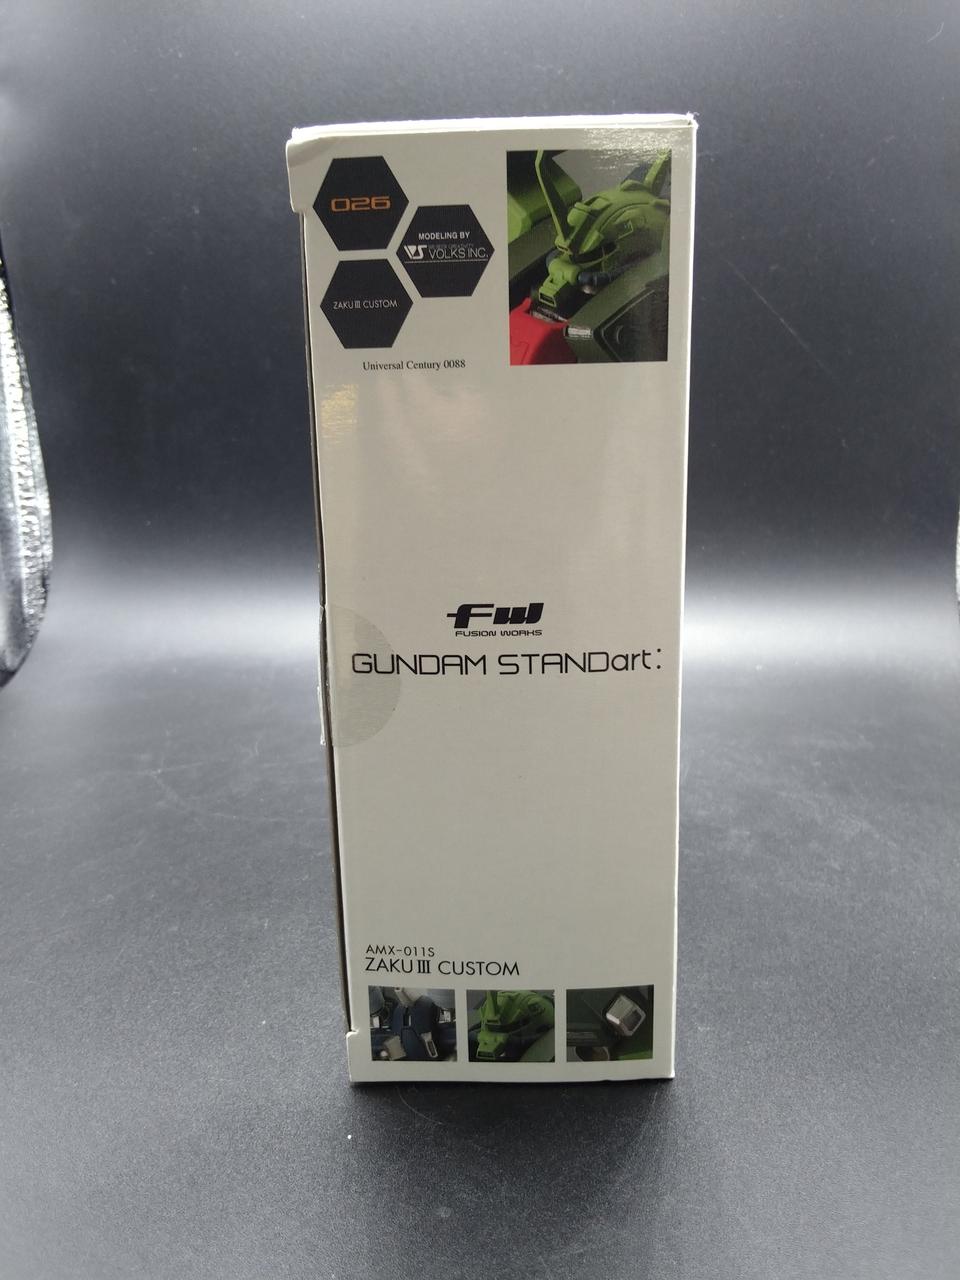 026
MODELING BY
VOLKS INC.
ZAKU III CUSTOM
Universal Century 0088
fw
FUSION WORKS
GUNDAM STANDart:
AMX-011S
ZAKU III CUSTOM